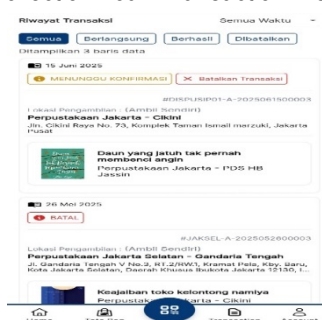 Riwayat Transaksi Semua Waktu
Semua Berlangsung Berhasil Dibatalkan
Ditampilkan 3 baris data
15 Juni 2025
MENUNGGU KONFIRMASI Batalkan Transaksi
#DISPUSIP01-A-2025061500003
Lokasi Pengambilan : (Ambil Sendiri)
Perpustakaan Jakarta - Cikini
Jln. Cikini Raya No. 73, Komplek Taman Ismail marzuki, Jakarta
Pusat
Daun yang jatuh tak pernah
membenci angin
Perpustakaan Jakarta - PDS HB
Jassin
26 Mei 2025
BATAL
#JAKSEL-A-2025052600003
Lokasi Pengambilan : (Ambil Sendiri)
Perpustakaan Jakarta Selatan - Gandaria Tengah
Jl. Gandaria Tengah V No.3, RT.2/RW.1, Kramat Pela, Kby. Baru,
Kota Jakarta Selatan, Daerah Khusus Ibukota Jakarta 12130, I...
Keajaiban toko kelontong namiya
Perpustakaan Jakarta - Cikini
Home Transaction Account